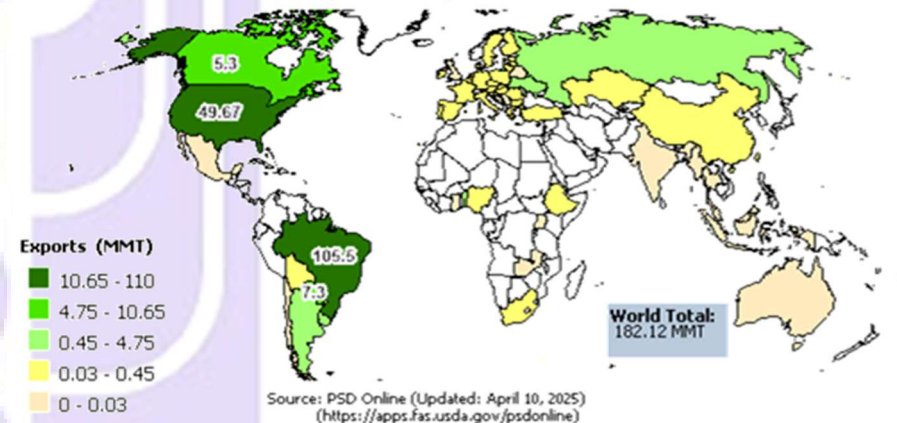 5.3
49.67
105.5
7.3
Exports (MMT)
10.65 - 110
4.75 - 10.65
0.45 - 4.75
0.03 - 0.45
0 - 0.03
World Total:
182.12 MMT
Source: PSD Online (Updated: April 10, 2025)
(https://apps.fas.usda.gov/psdonline)